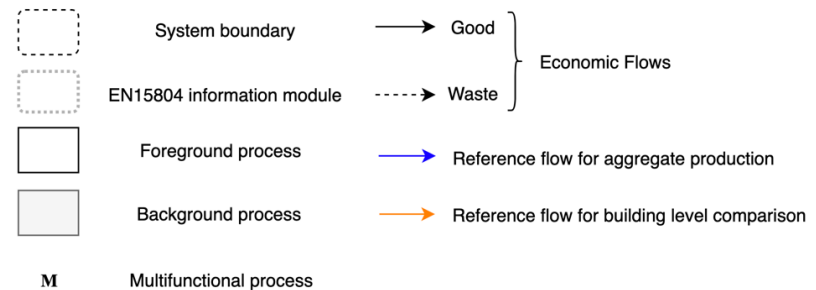 System boundary
Good
EN15804 information module
Waste
Economic Flows
Foreground process
Reference flow for aggregate production
Background process
Reference flow for building level comparison
M
Multifunctional process